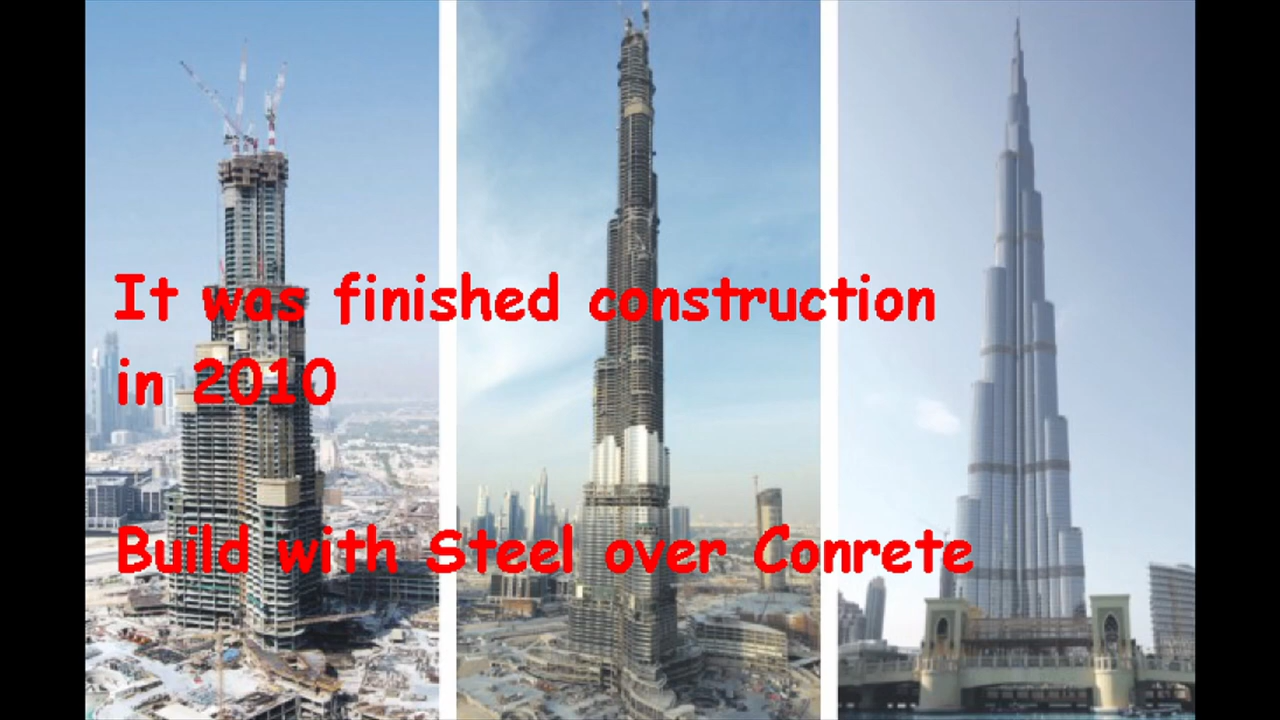 It was finished construction
in 2010
Build with Steel over Conrete